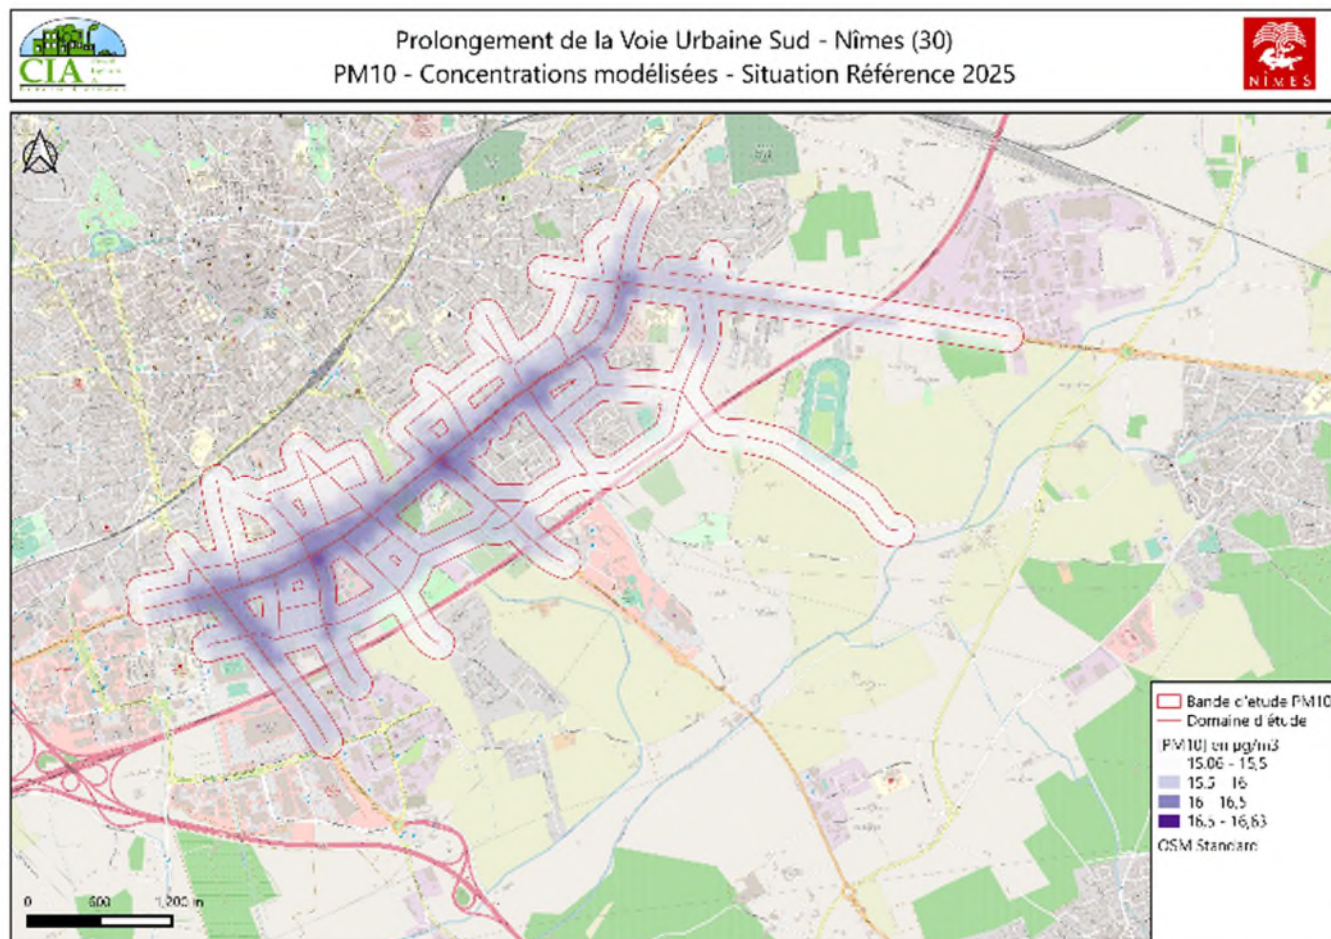 CIA
Prolongement de la Voie Urbaine Sud - Nîmes (30)
PM10 - Concentrations modélisées - Situation Référence 2025
NÎMES
Bande d'etude PM10
Domaine d étude
[PM10] en µg/m3
15.06 - 15,5
15.5 - 16
16 - 16,5
16.5 - 16,63
OSM Standard
0 600 1,200 m